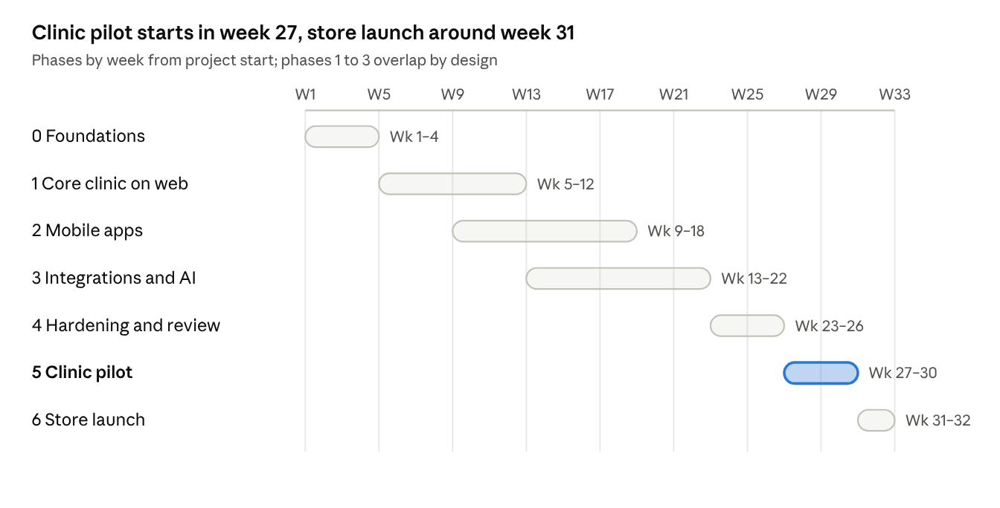 Clinic pilot starts in week 27, store launch around week 31
Phases by week from project start; phases 1 to 3 overlap by design
W1 W5 W9 W13 W17 W21 W25 W29 W33
0 Foundations Wk 1–4
1 Core clinic on web Wk 5–12
2 Mobile apps Wk 9–18
3 Integrations and AI Wk 13–22
4 Hardening and review Wk 23–26
5 Clinic pilot Wk 27–30
6 Store launch Wk 31–32